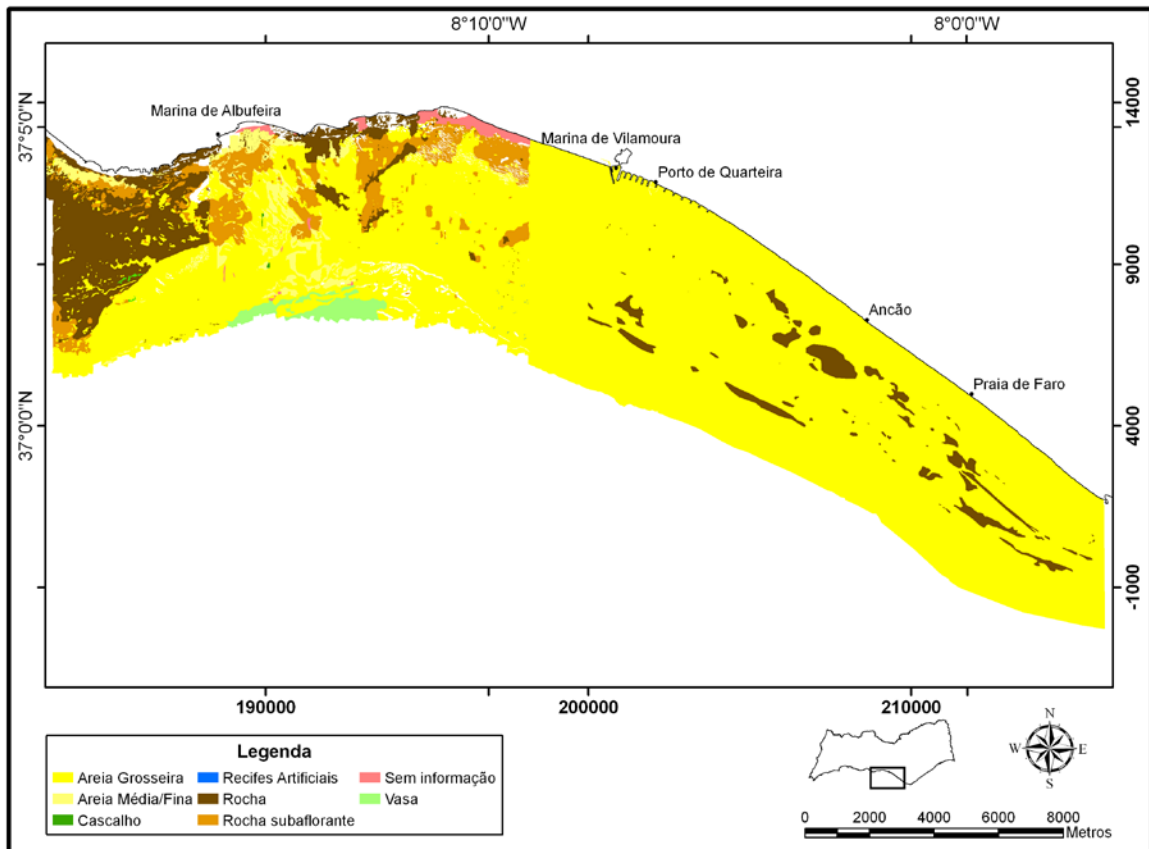 8°10'0"W
8°0'0"W
Marina de Albufeira
14000
37°5'0"N
Marina de Vilamoura
Porto de Quarteira
9000
Ancão
Praia de Faro
37°0'0"N
4000
-1000
190000
200000
210000
Legenda
Areia Grosseira
Recifes Artificiais
Sem informação
Areia Média/Fina
Rocha
Vasa
Cascalho
Rocha subaflorante
N
W
E
S
0 2000 4000 6000 8000
Metros